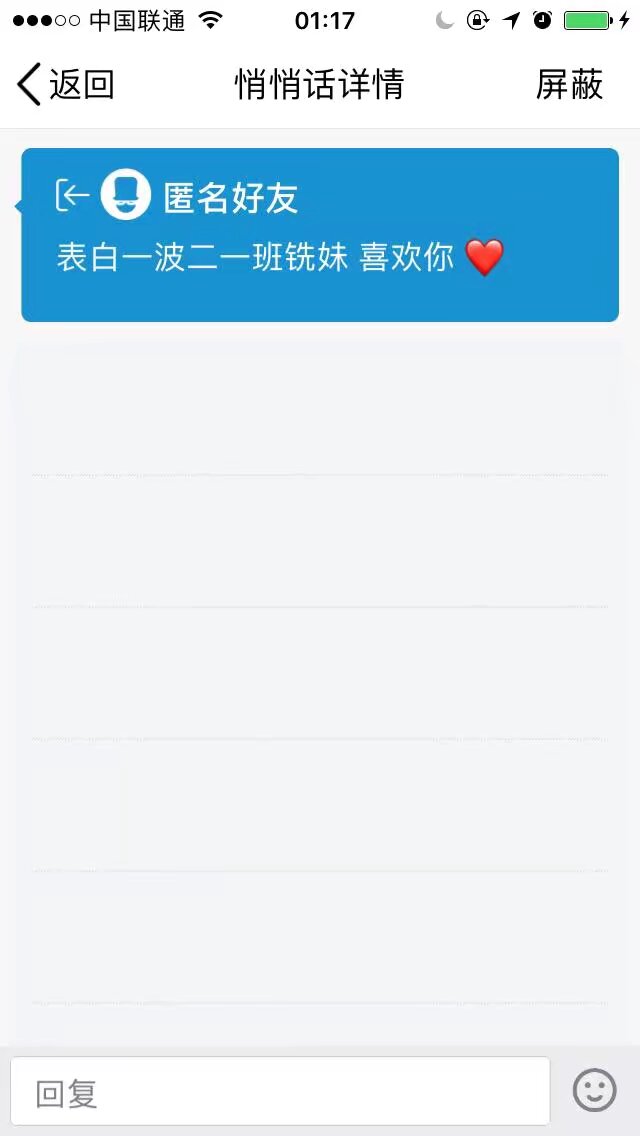 中国联通 01:17
返回 悄悄话详情 屏蔽
匿名好友
表白一波二一班铣妹 喜欢你 ❤️
回复